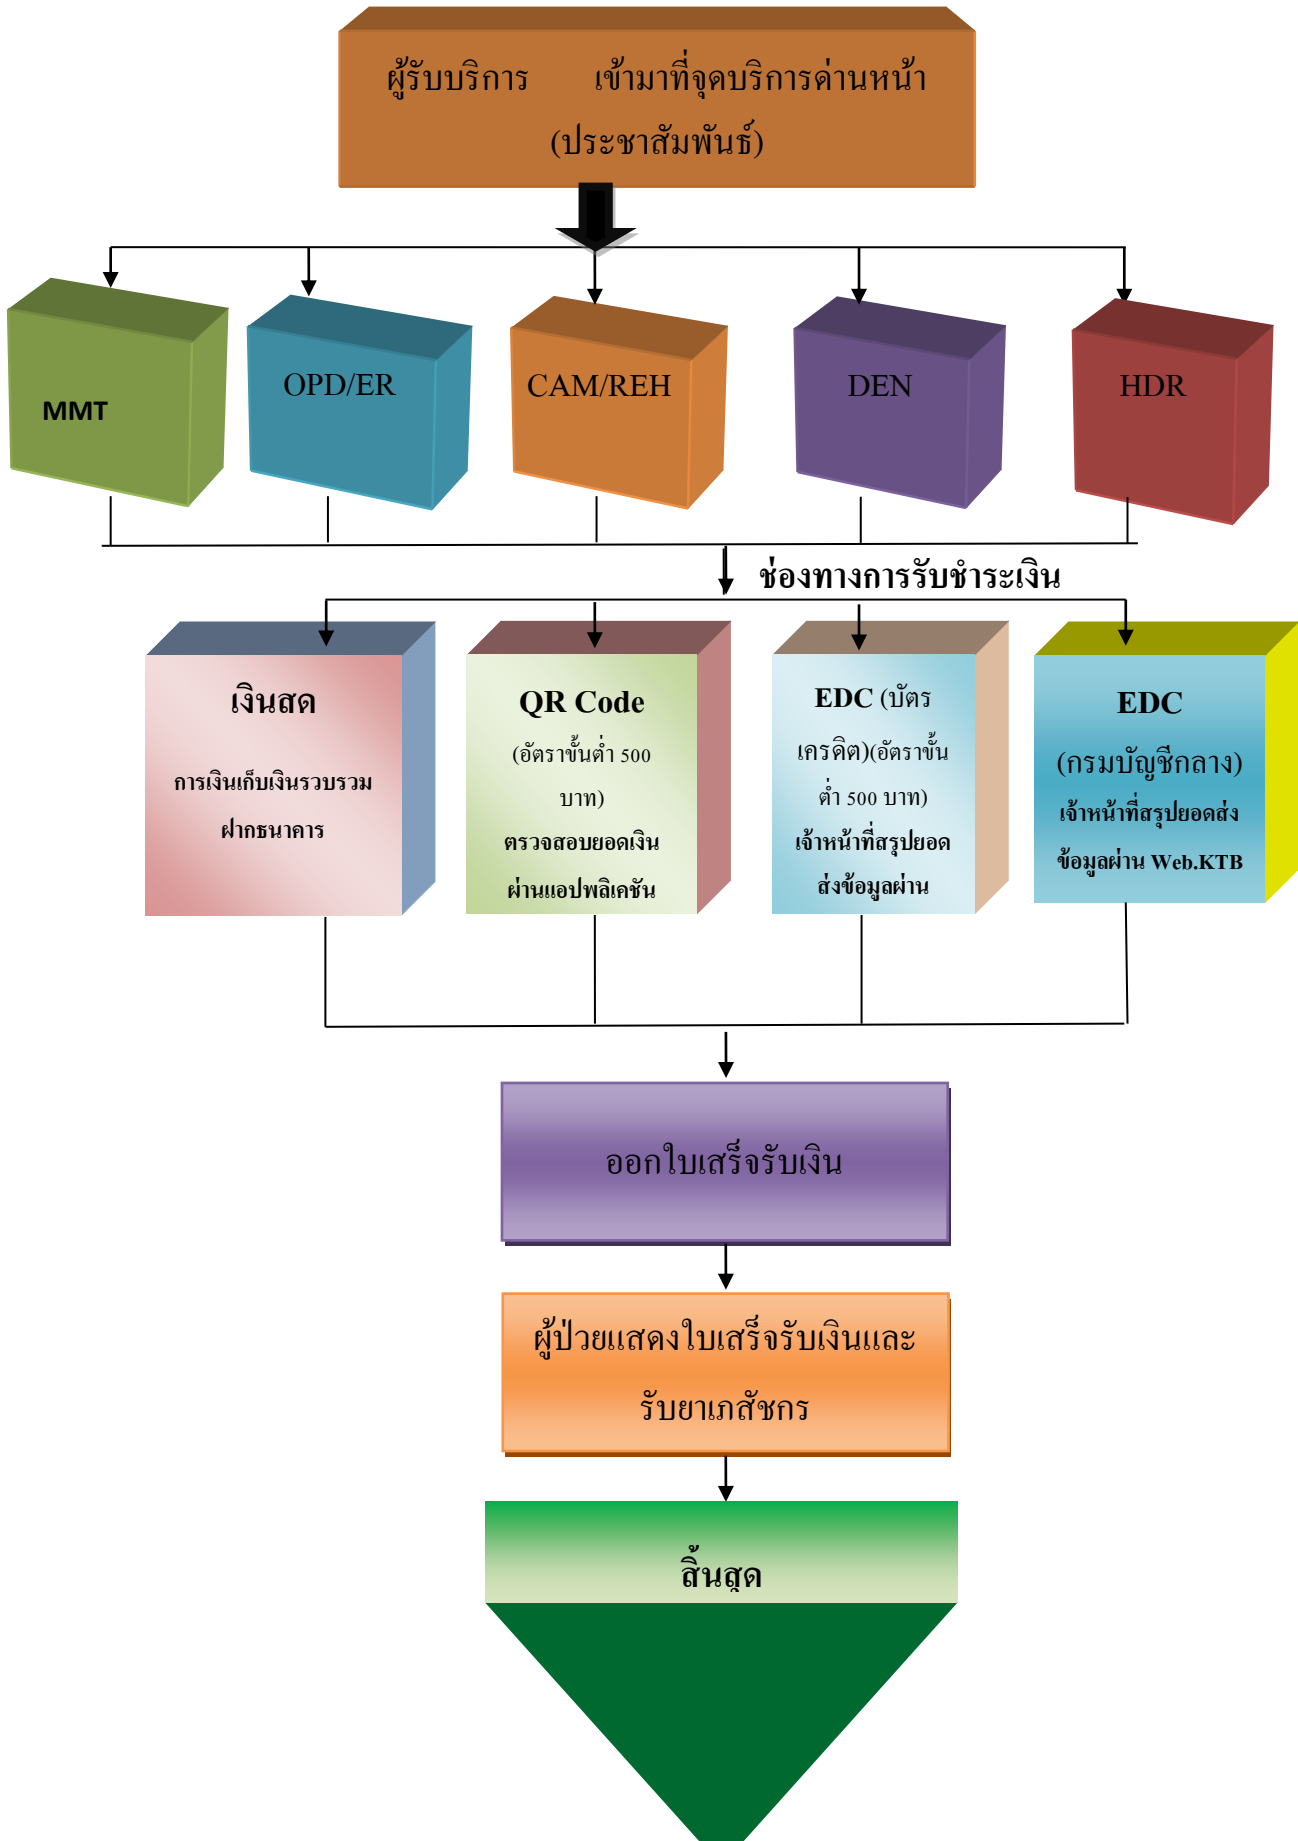 ผู้รับบริการ เข้ามาที่จุดบริการด่านหน้า
(ประชาสัมพันธ์)
MMT
OPD/ER
CAM/REH
DEN
HDR
ช่องทางการรับชำระเงิน
เงินสด
การเงินเก็บเงินรวบรวม
ฝากธนาคาร
QR Code
(อัตราขั้นต่ำ 500
บาท)
ตรวจสอบยอดเงิน
ผ่านแอปพลิเคชัน
EDC (บัตร
เครดิต)(อัตราขั้น
ต่ำ 500 บาท)
เจ้าหน้าที่สรุปยอด
ส่งข้อมูลผ่าน
EDC
(กรมบัญชีกลาง)
เจ้าหน้าที่สรุปยอดส่ง
ข้อมูลผ่าน Web.KTB
ออกใบเสร็จรับเงิน
ผู้ป่วยแสดงใบเสร็จรับเงินและ
รับยาเภสัชกร
สิ้นสุด